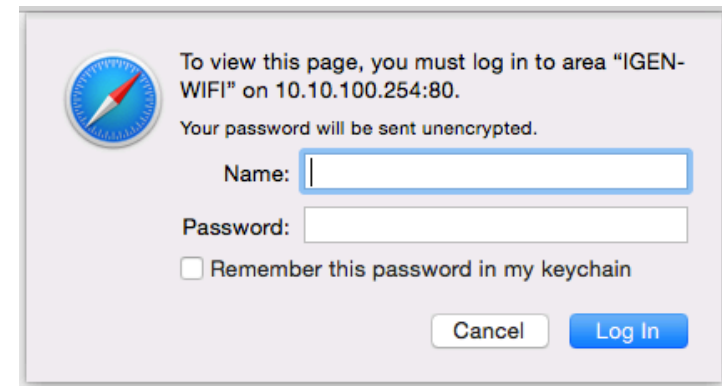 To view this page, you must log in to area “IGEN-
WIFI” on 10.10.100.254:80.
Your password will be sent unencrypted.
Name:
Password:
Remember this password in my keychain
Cancel Log In